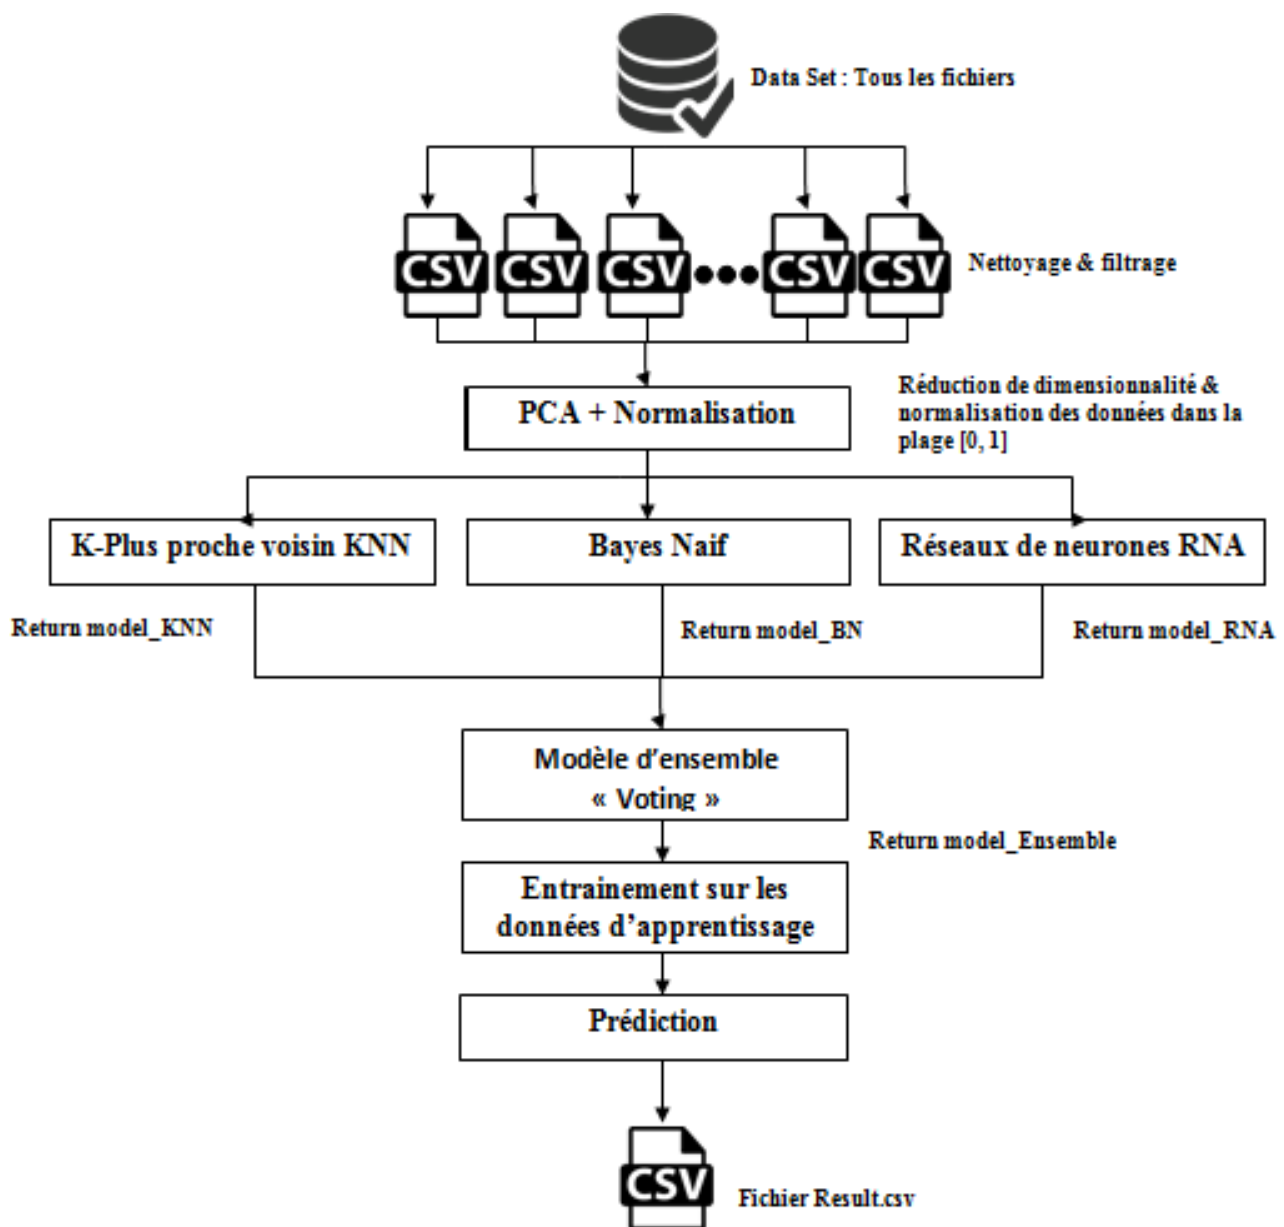 Data Set : Tous les fichiers
CSV CSV CSV CSV CSV
Nettoyage & filtrage
PCA + Normalisation
Réduction de dimensionnalité &
normalisation des données dans la
plage [0, 1]
K-Plus proche voisin KNN
Bayes Naif
Réseaux de neurones RNA
Return model_KNN
Return model_BN
Return model_RNA
Modèle d’ensemble
« Voting »
Return model_Ensemble
Entrainement sur les
données d’apprentissage
Prédiction
CSV
Fichier Result.csv